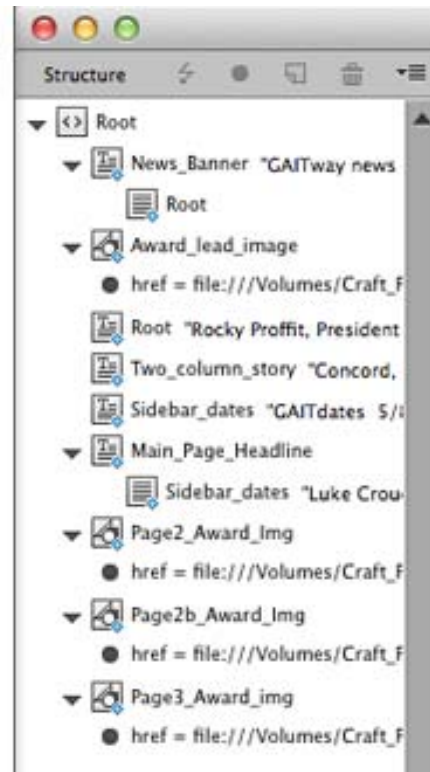 Structure
Root
News_Banner "GAITway news
Root
Award_lead_image
href = file:///Volumes/Craft_F
Root "Rocky Proffit, President
Two_column_story "Concord,
Sidebar_dates "GAITdates 5/
Main_Page_Headline
Sidebar_dates "Luke Crou
Page2_Award_Img
href = file:///Volumes/Craft_F
Page2b_Award_Img
href = file:///Volumes/Craft_F
Page3_Award_img
href = file:///Volumes/Craft_F